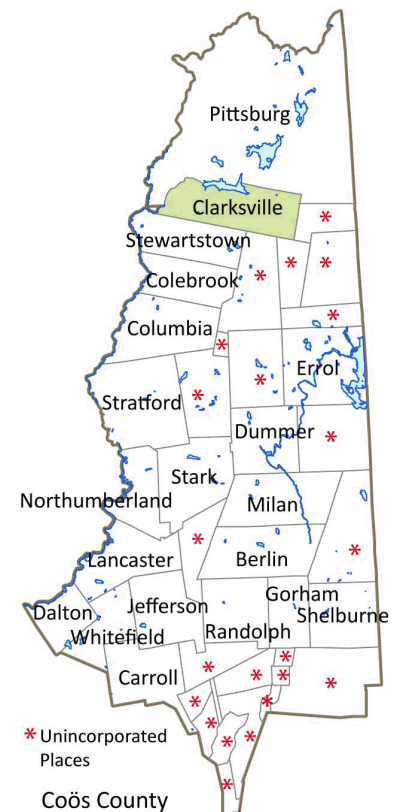 Pittsburg
Clarksville
Stewartstown
Colebrook
Columbia
Errol
Stratford
Dummer
Stark
Northumberland
Milan
Lancaster
Berlin
Gorham
Jefferson
Dalton
Shelburne
Whitefield
Randolph
Carroll
* Unincorporated
Places
Coös County